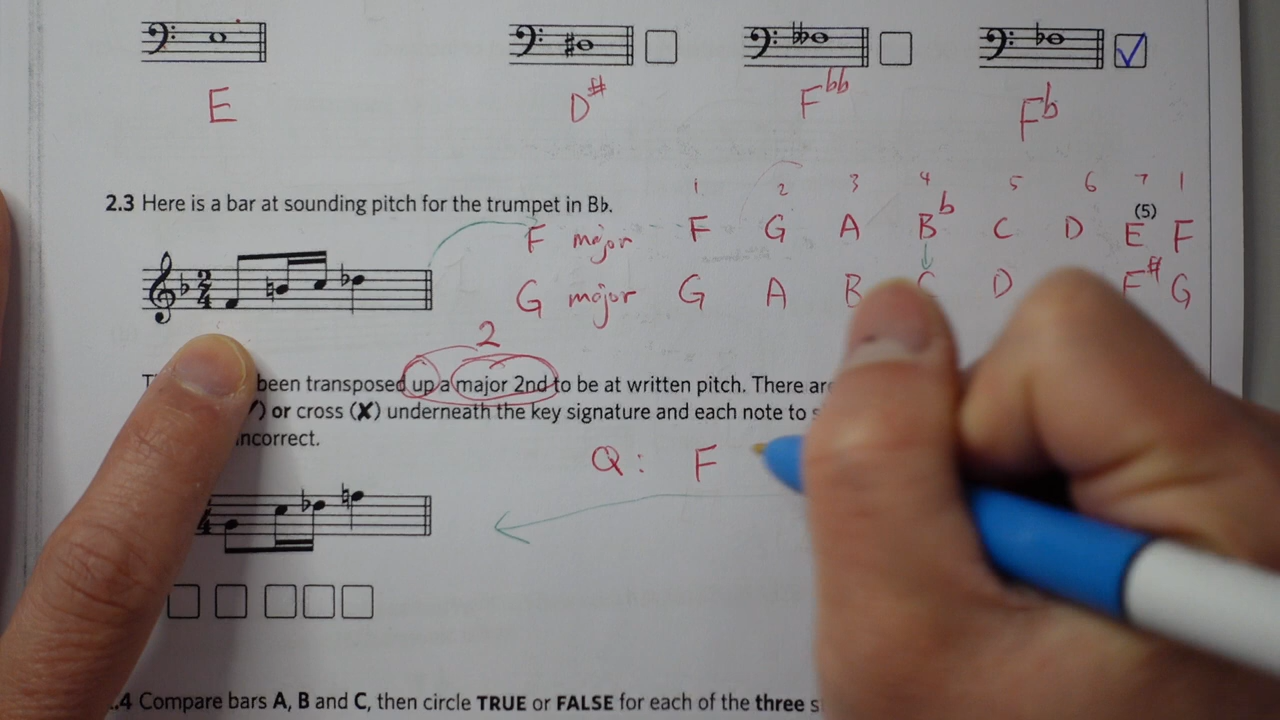 E D# Fbb Fb
1 2 3 4 5 6 7 1
2.3 Here is a bar at sounding pitch for the trumpet in B♭.
(5)
F major F G A Bb C D E F
G major G A B C D F# G
2
been transposed up a major 2nd to be at written pitch. There
) or cross (✗) underneath the key signature and each note to
incorrect.
Q: F
.4 Compare bars A, B and C, then circle TRUE or FALSE for each of the three